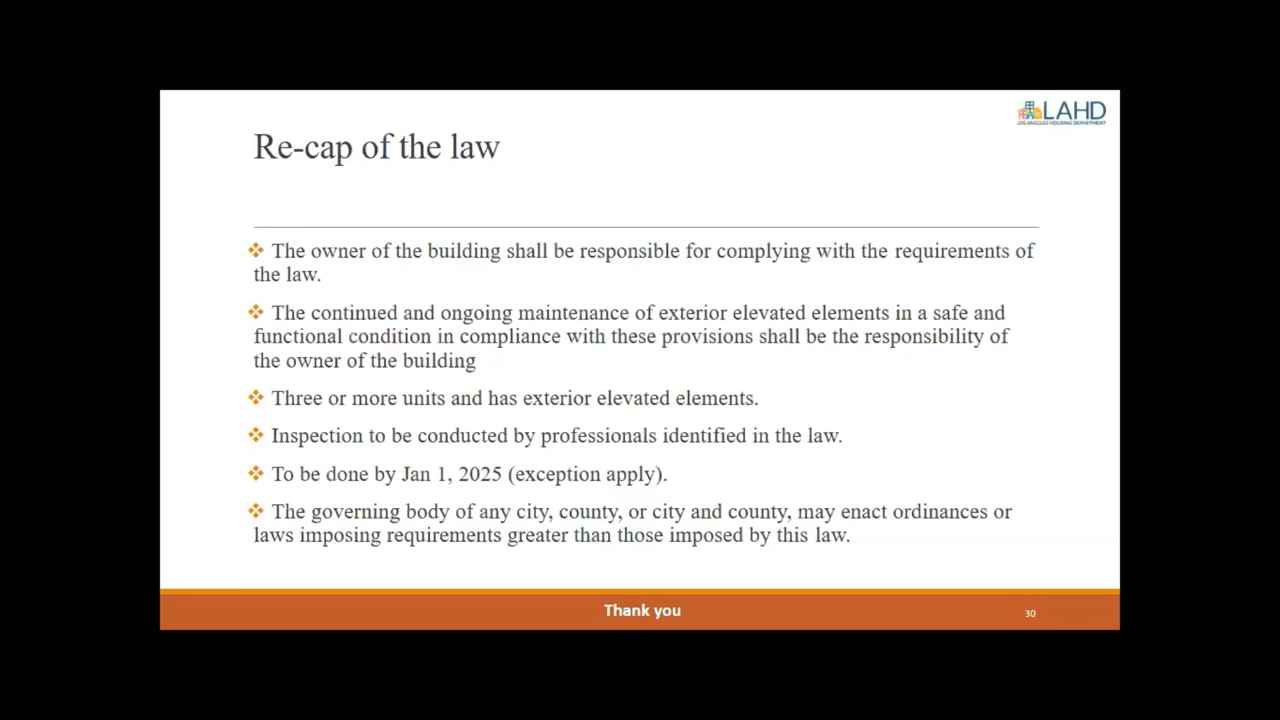 LAHD
LOS ANGELES HOUSING DEPARTMENT
Re-cap of the law
The owner of the building shall be responsible for complying with the requirements of
the law.
The continued and ongoing maintenance of exterior elevated elements in a safe and
functional condition in compliance with these provisions shall be the responsibility of
the owner of the building
Three or more units and has exterior elevated elements.
Inspection to be conducted by professionals identified in the law.
To be done by Jan 1, 2025 (exception apply).
The governing body of any city, county, or city and county, may enact ordinances or
laws imposing requirements greater than those imposed by this law.
Thank you
30